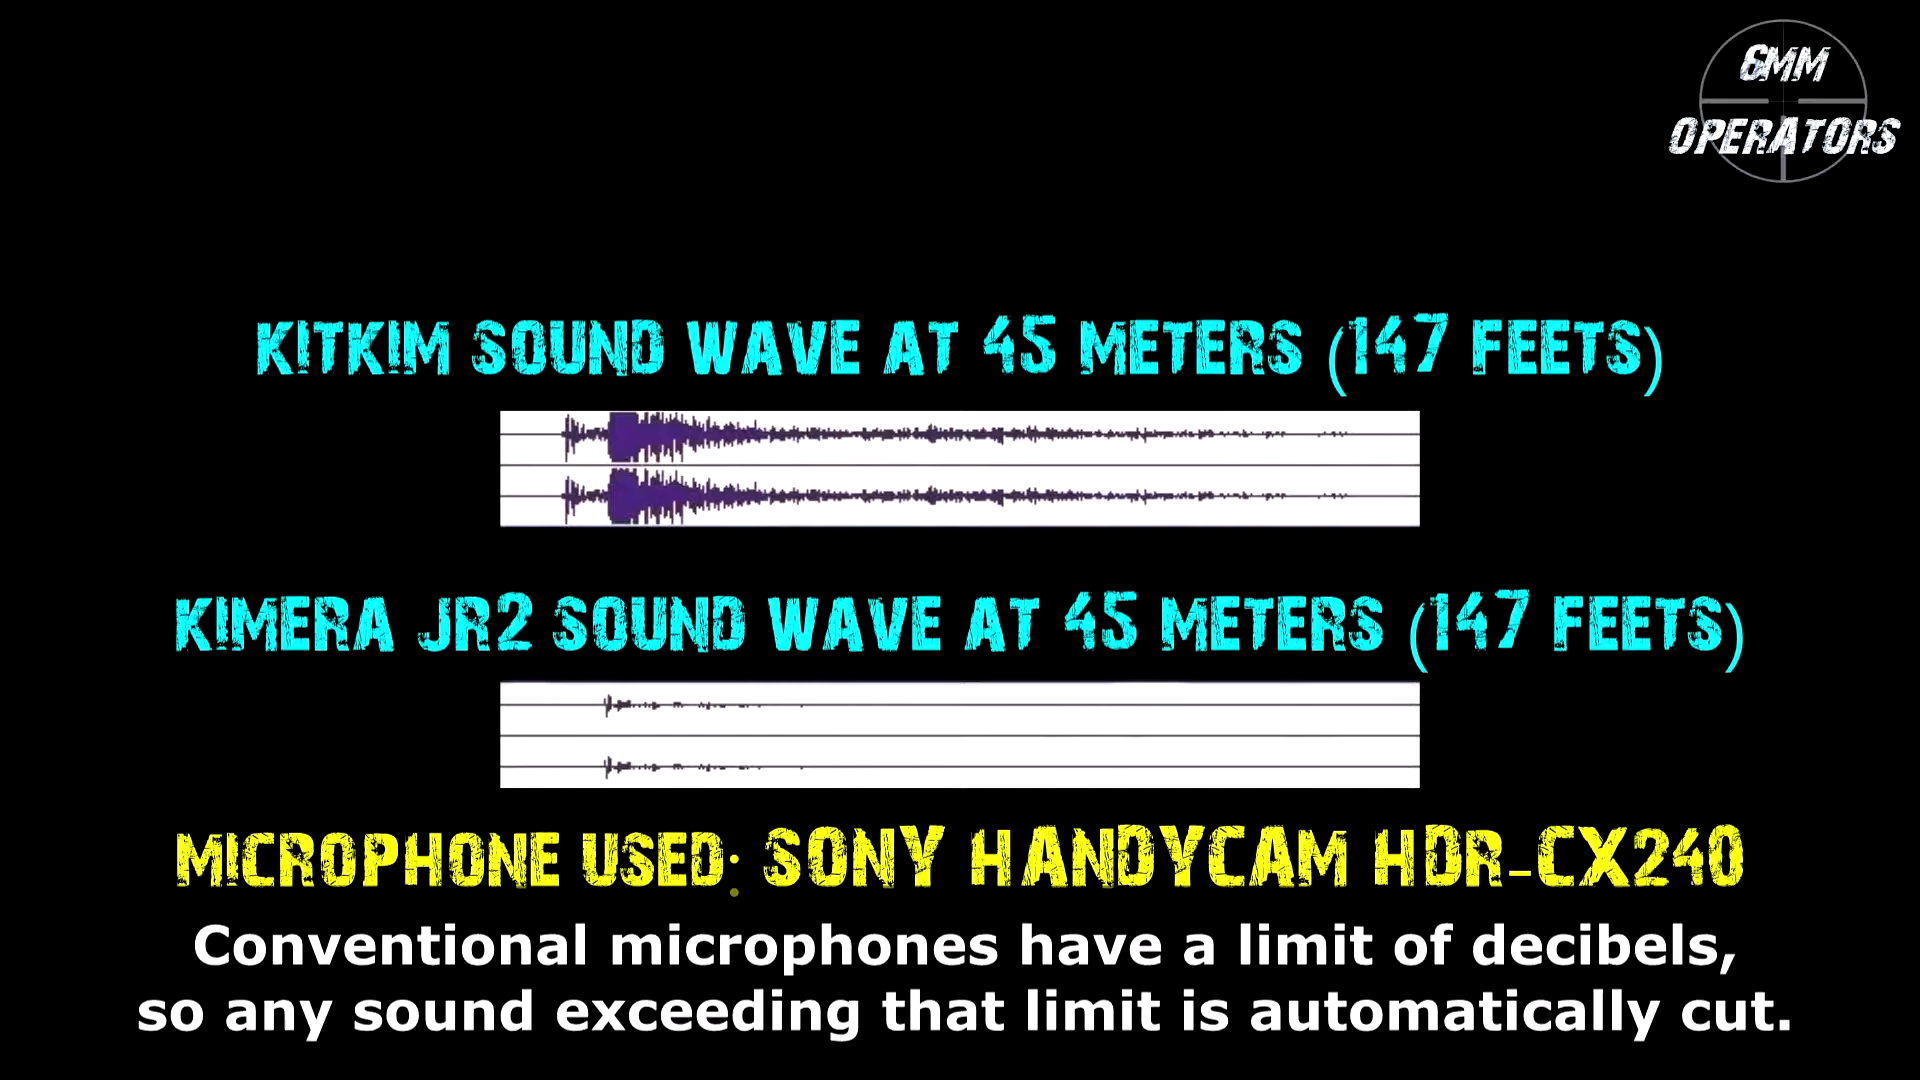 6MM
OPERATORS
KITKIM SOUND WAVE AT 45 METERS (147 FEETS)
KIMERA JR2 SOUND WAVE AT 45 METERS (147 FEETS)
MICROPHONE USED: SONY HANDYCAM HDR-CX240
Conventional microphones have a limit of decibels,
so any sound exceeding that limit is automatically cut.